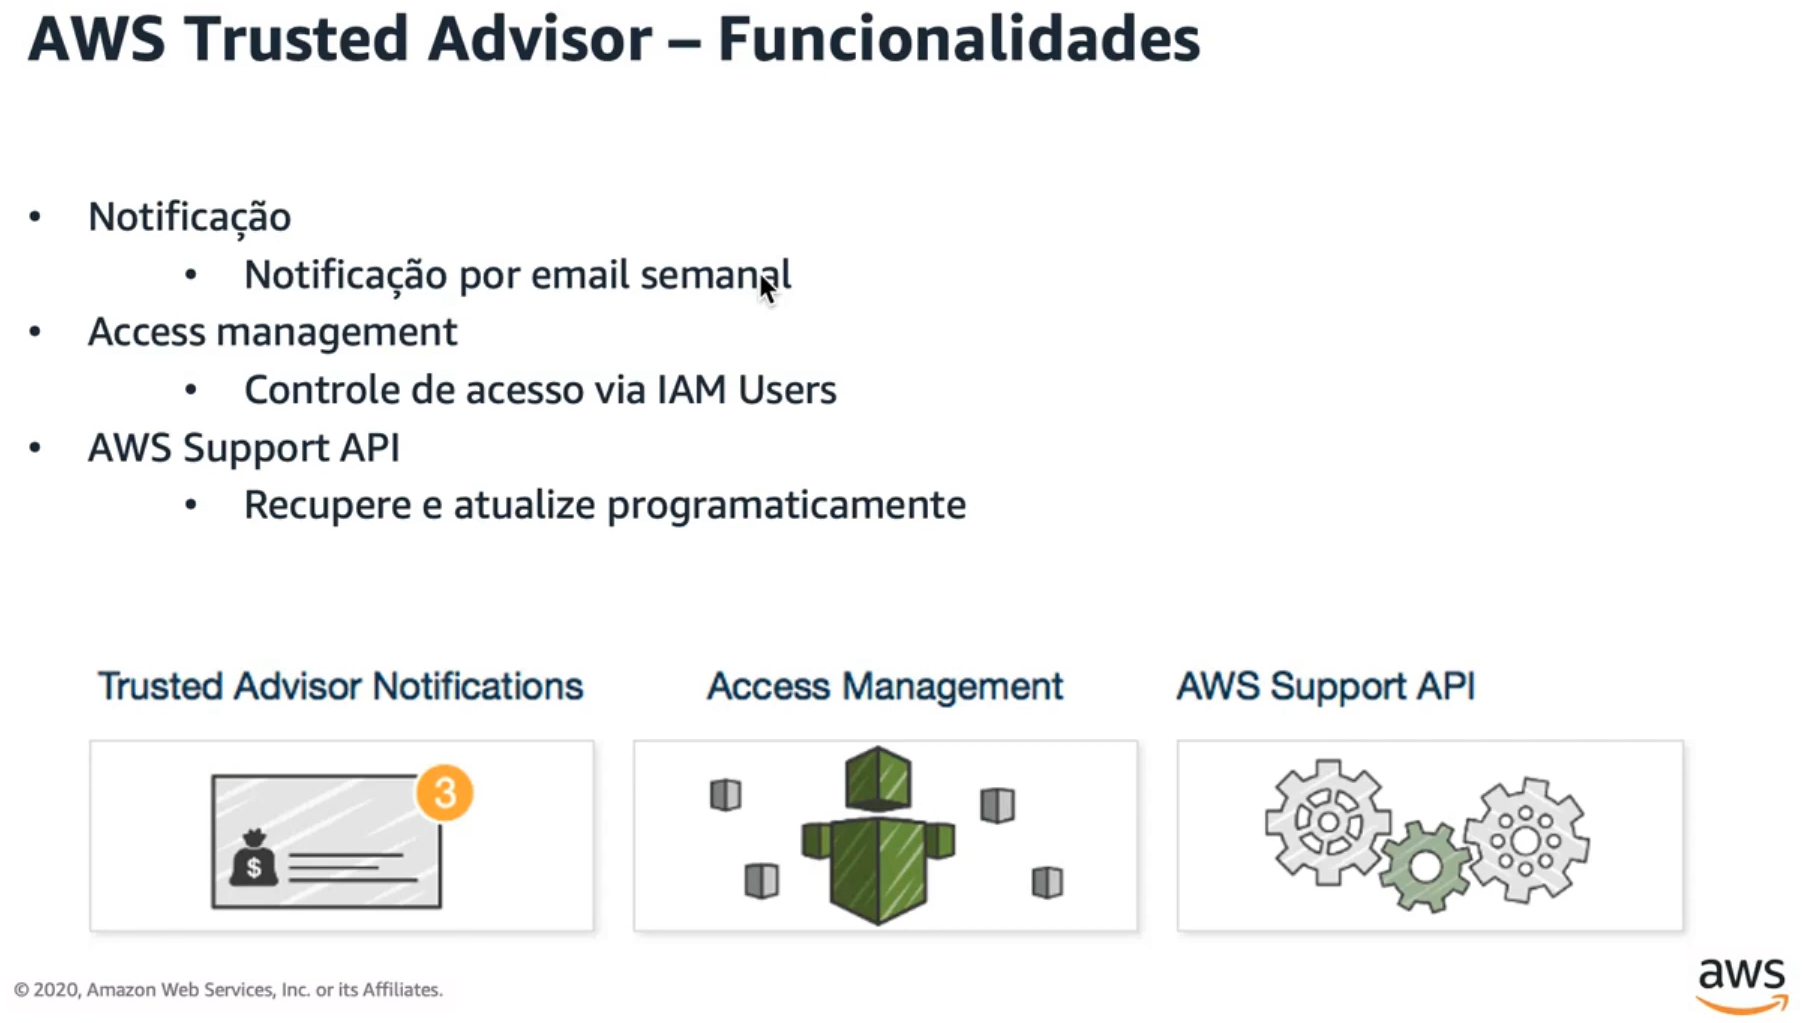 AWS Trusted Advisor – Funcionalidades
• Notificação
• Notificação por email semanal
• Access management
• Controle de acesso via IAM Users
• AWS Support API
• Recupere e atualize programaticamente
Trusted Advisor Notifications
Access Management
AWS Support API
3
$
© 2020, Amazon Web Services, Inc. or its Affiliates.
aws